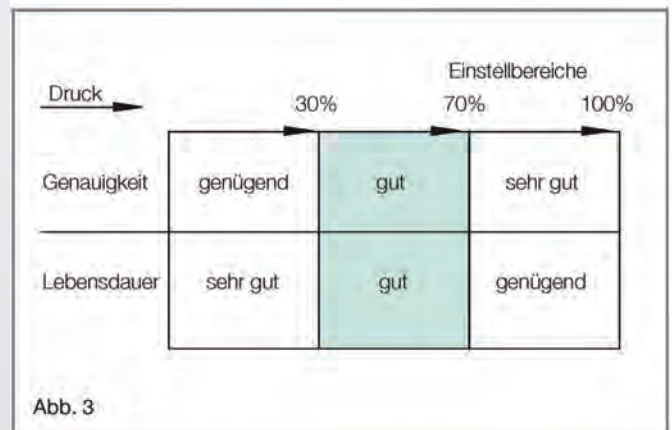 Einstellbereiche
Druck 30% 70% 100%
Genauigkeit genügend gut sehr gut
Lebensdauer sehr gut gut genügend
Abb. 3